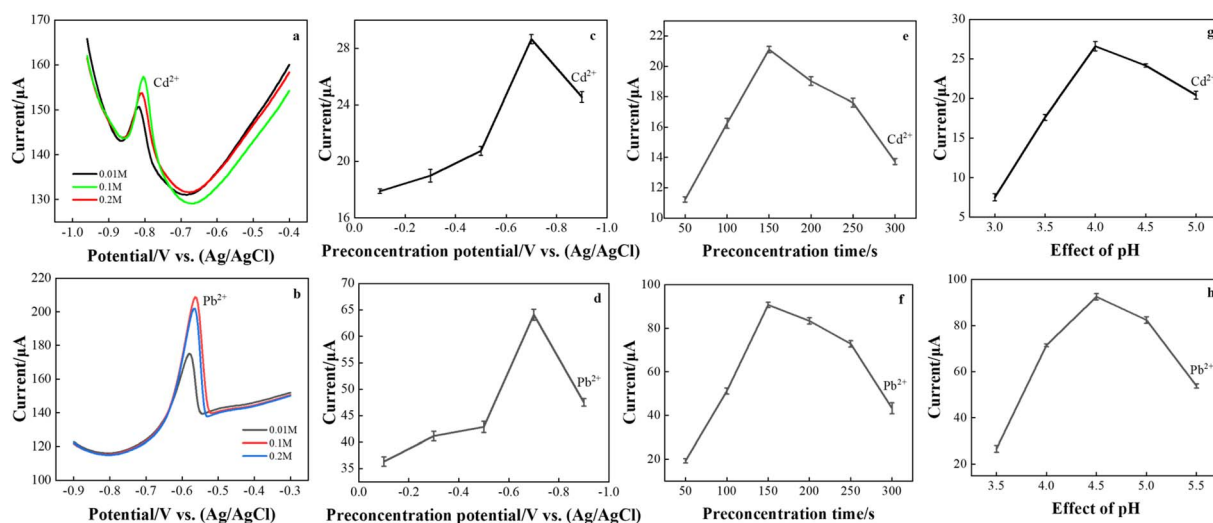 170
160
150
140
130
Current/μA
a
Cd²⁺
0.01M
0.1M
0.2M
-1.0 -0.9 -0.8 -0.7 -0.6 -0.5 -0.4
Potential/V vs. (Ag/AgCl)
28
24
20
16
Current/μA
c
Cd²⁺
0.0 -0.2 -0.4 -0.6 -0.8 -1.0
Preconcentration potential/V vs. (Ag/AgCl)
22
20
18
16
14
12
10
Current/μA
e
Cd²⁺
50 100 150 200 250 300
Preconcentration time/s
30
25
20
15
10
5
Current/μA
g
Cd²⁺
3.0 3.5 4.0 4.5 5.0
Effect of pH
220
200
180
160
140
120
100
Current/μA
b
Pb²⁺
0.01M
0.1M
0.2M
-0.9 -0.8 -0.7 -0.6 -0.5 -0.4 -0.3
Potential/V vs. (Ag/AgCl)
70
65
60
55
50
45
40
35
30
Current/μA
d
Pb²⁺
0.0 -0.2 -0.4 -0.6 -0.8 -1.0
Preconcentration potential/V vs. (Ag/AgCl)
100
80
60
40
20
Current/μA
f
Pb²⁺
50 100 150 200 250 300
Preconcentration time/s
100
80
60
40
20
Current/μA
h
Pb²⁺
3.5 4.0 4.5 5.0 5.5
Effect of pH